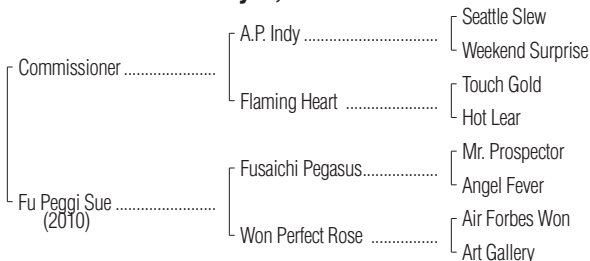 Seattle Slew
A.P. Indy ................................
Weekend Surprise
Commissioner ......................
Touch Gold
Flaming Heart ......................
Hot Lear
Mr. Prospector
Fusaichi Pegasus..................
Angel Fever
Fu Peggi Sue ........................
(2010)
Air Forbes Won
Won Perfect Rose ................
Art Gallery